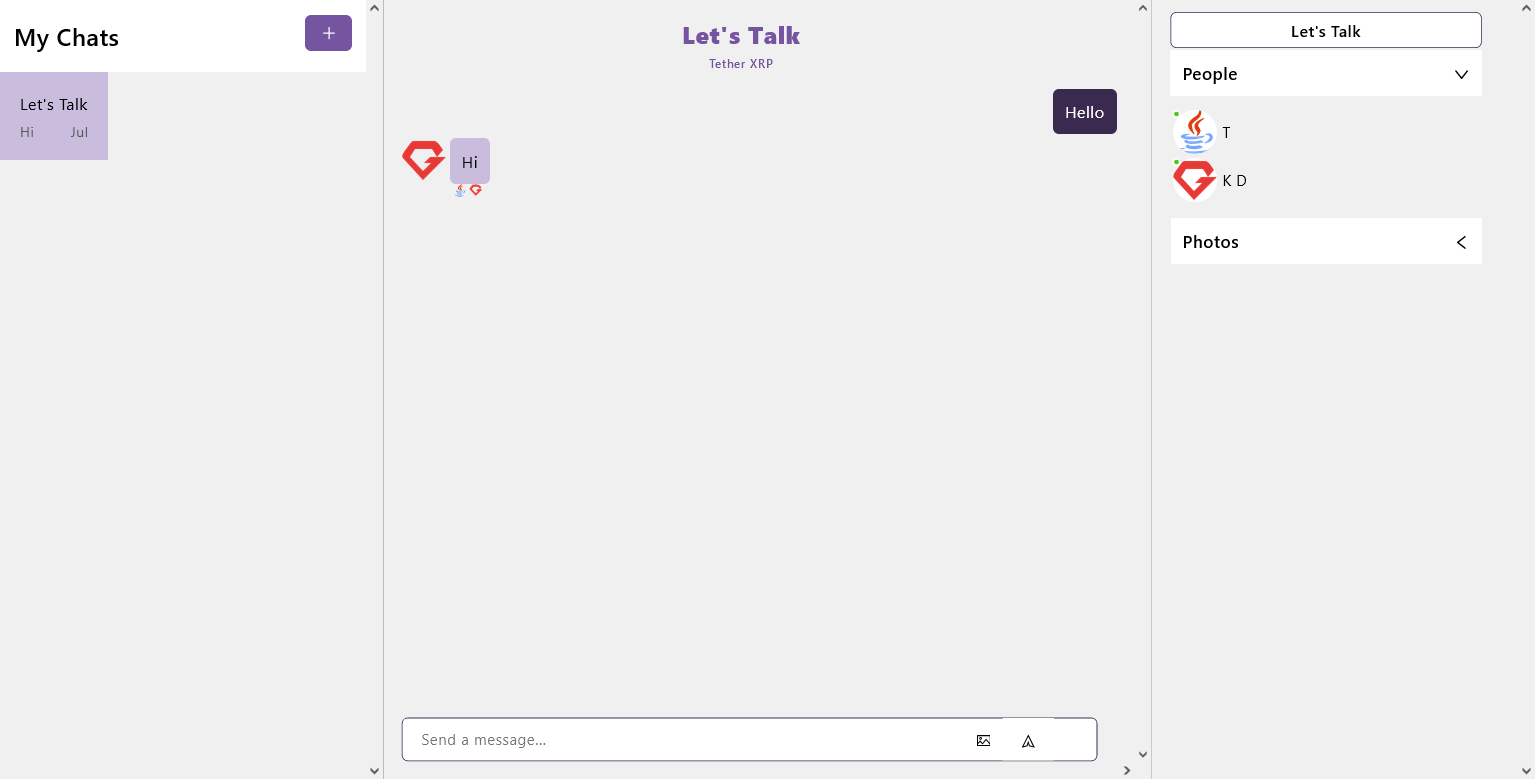 My Chats
Let's Talk
Hi Jul
Let's Talk
Tether XRP
Hello
Hi
Send a message...
Let's Talk
People
T
K D
Photos